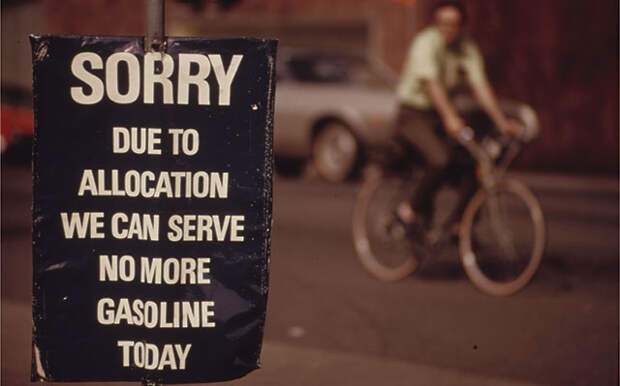 SORRY
DUE TO
ALLOCATION
WE CAN SERVE
NO MORE
GASOLINE
TODAY